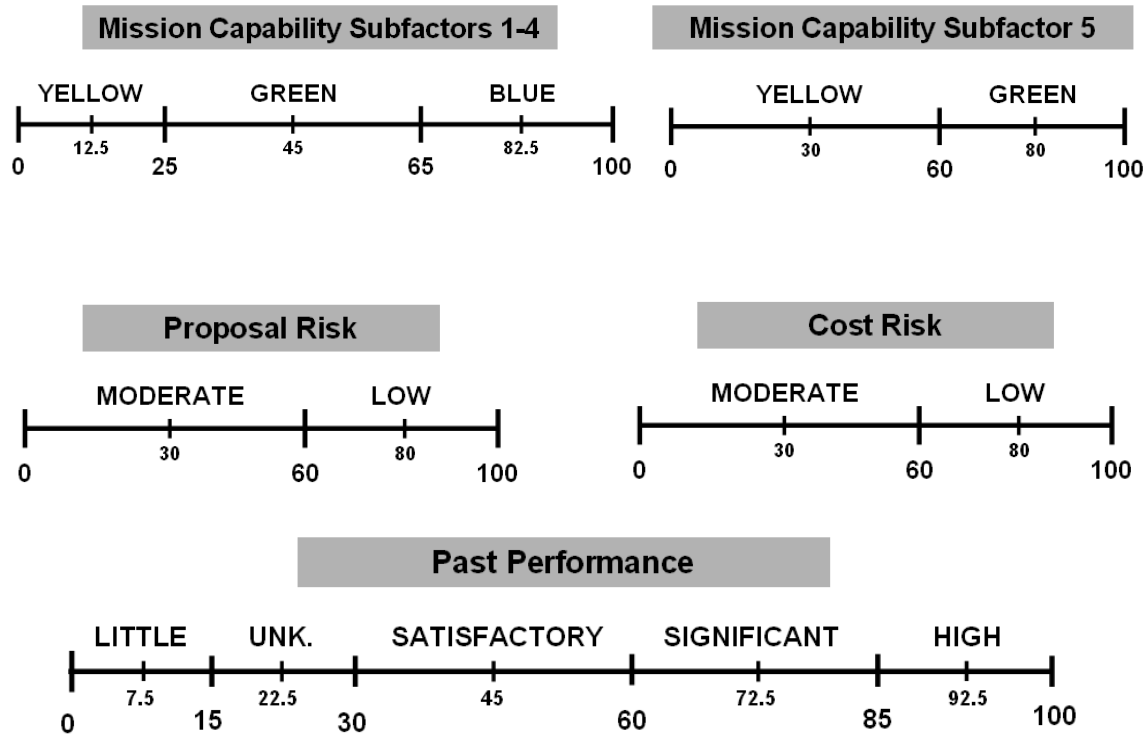 Mission Capability Subfactors 1-4
YELLOW GREEN BLUE
12.5 45 82.5
0 25 65 100
Mission Capability Subfactor 5
YELLOW GREEN
30 80
0 60 100
Proposal Risk
MODERATE LOW
30 80
0 60 100
Cost Risk
MODERATE LOW
30 80
0 60 100
Past Performance
LITTLE UNK. SATISFACTORY SIGNIFICANT HIGH
7.5 22.5 45 72.5 92.5
0 15 30 60 85 100